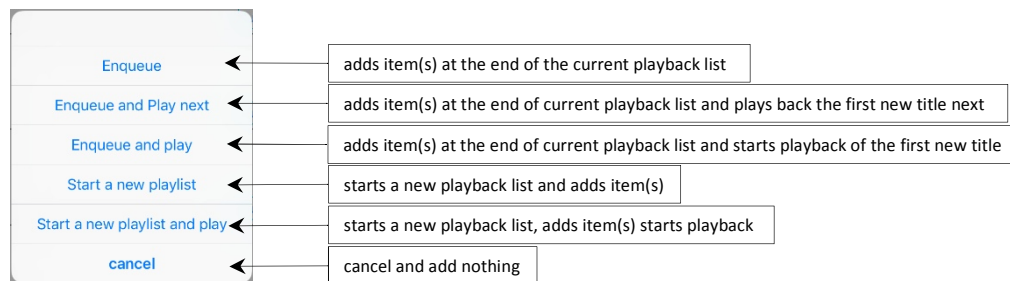 Enqueue
adds item(s) at the end of the current playback list
Enqueue and Play next
adds item(s) at the end of current playback list and plays back the first new title next
Enqueue and play
adds item(s) at the end of current playback list and starts playback of the first new title
Start a new playlist
starts a new playback list and adds item(s)
Start a new playlist and play
starts a new playback list, adds item(s) starts playback
cancel
cancel and add nothing